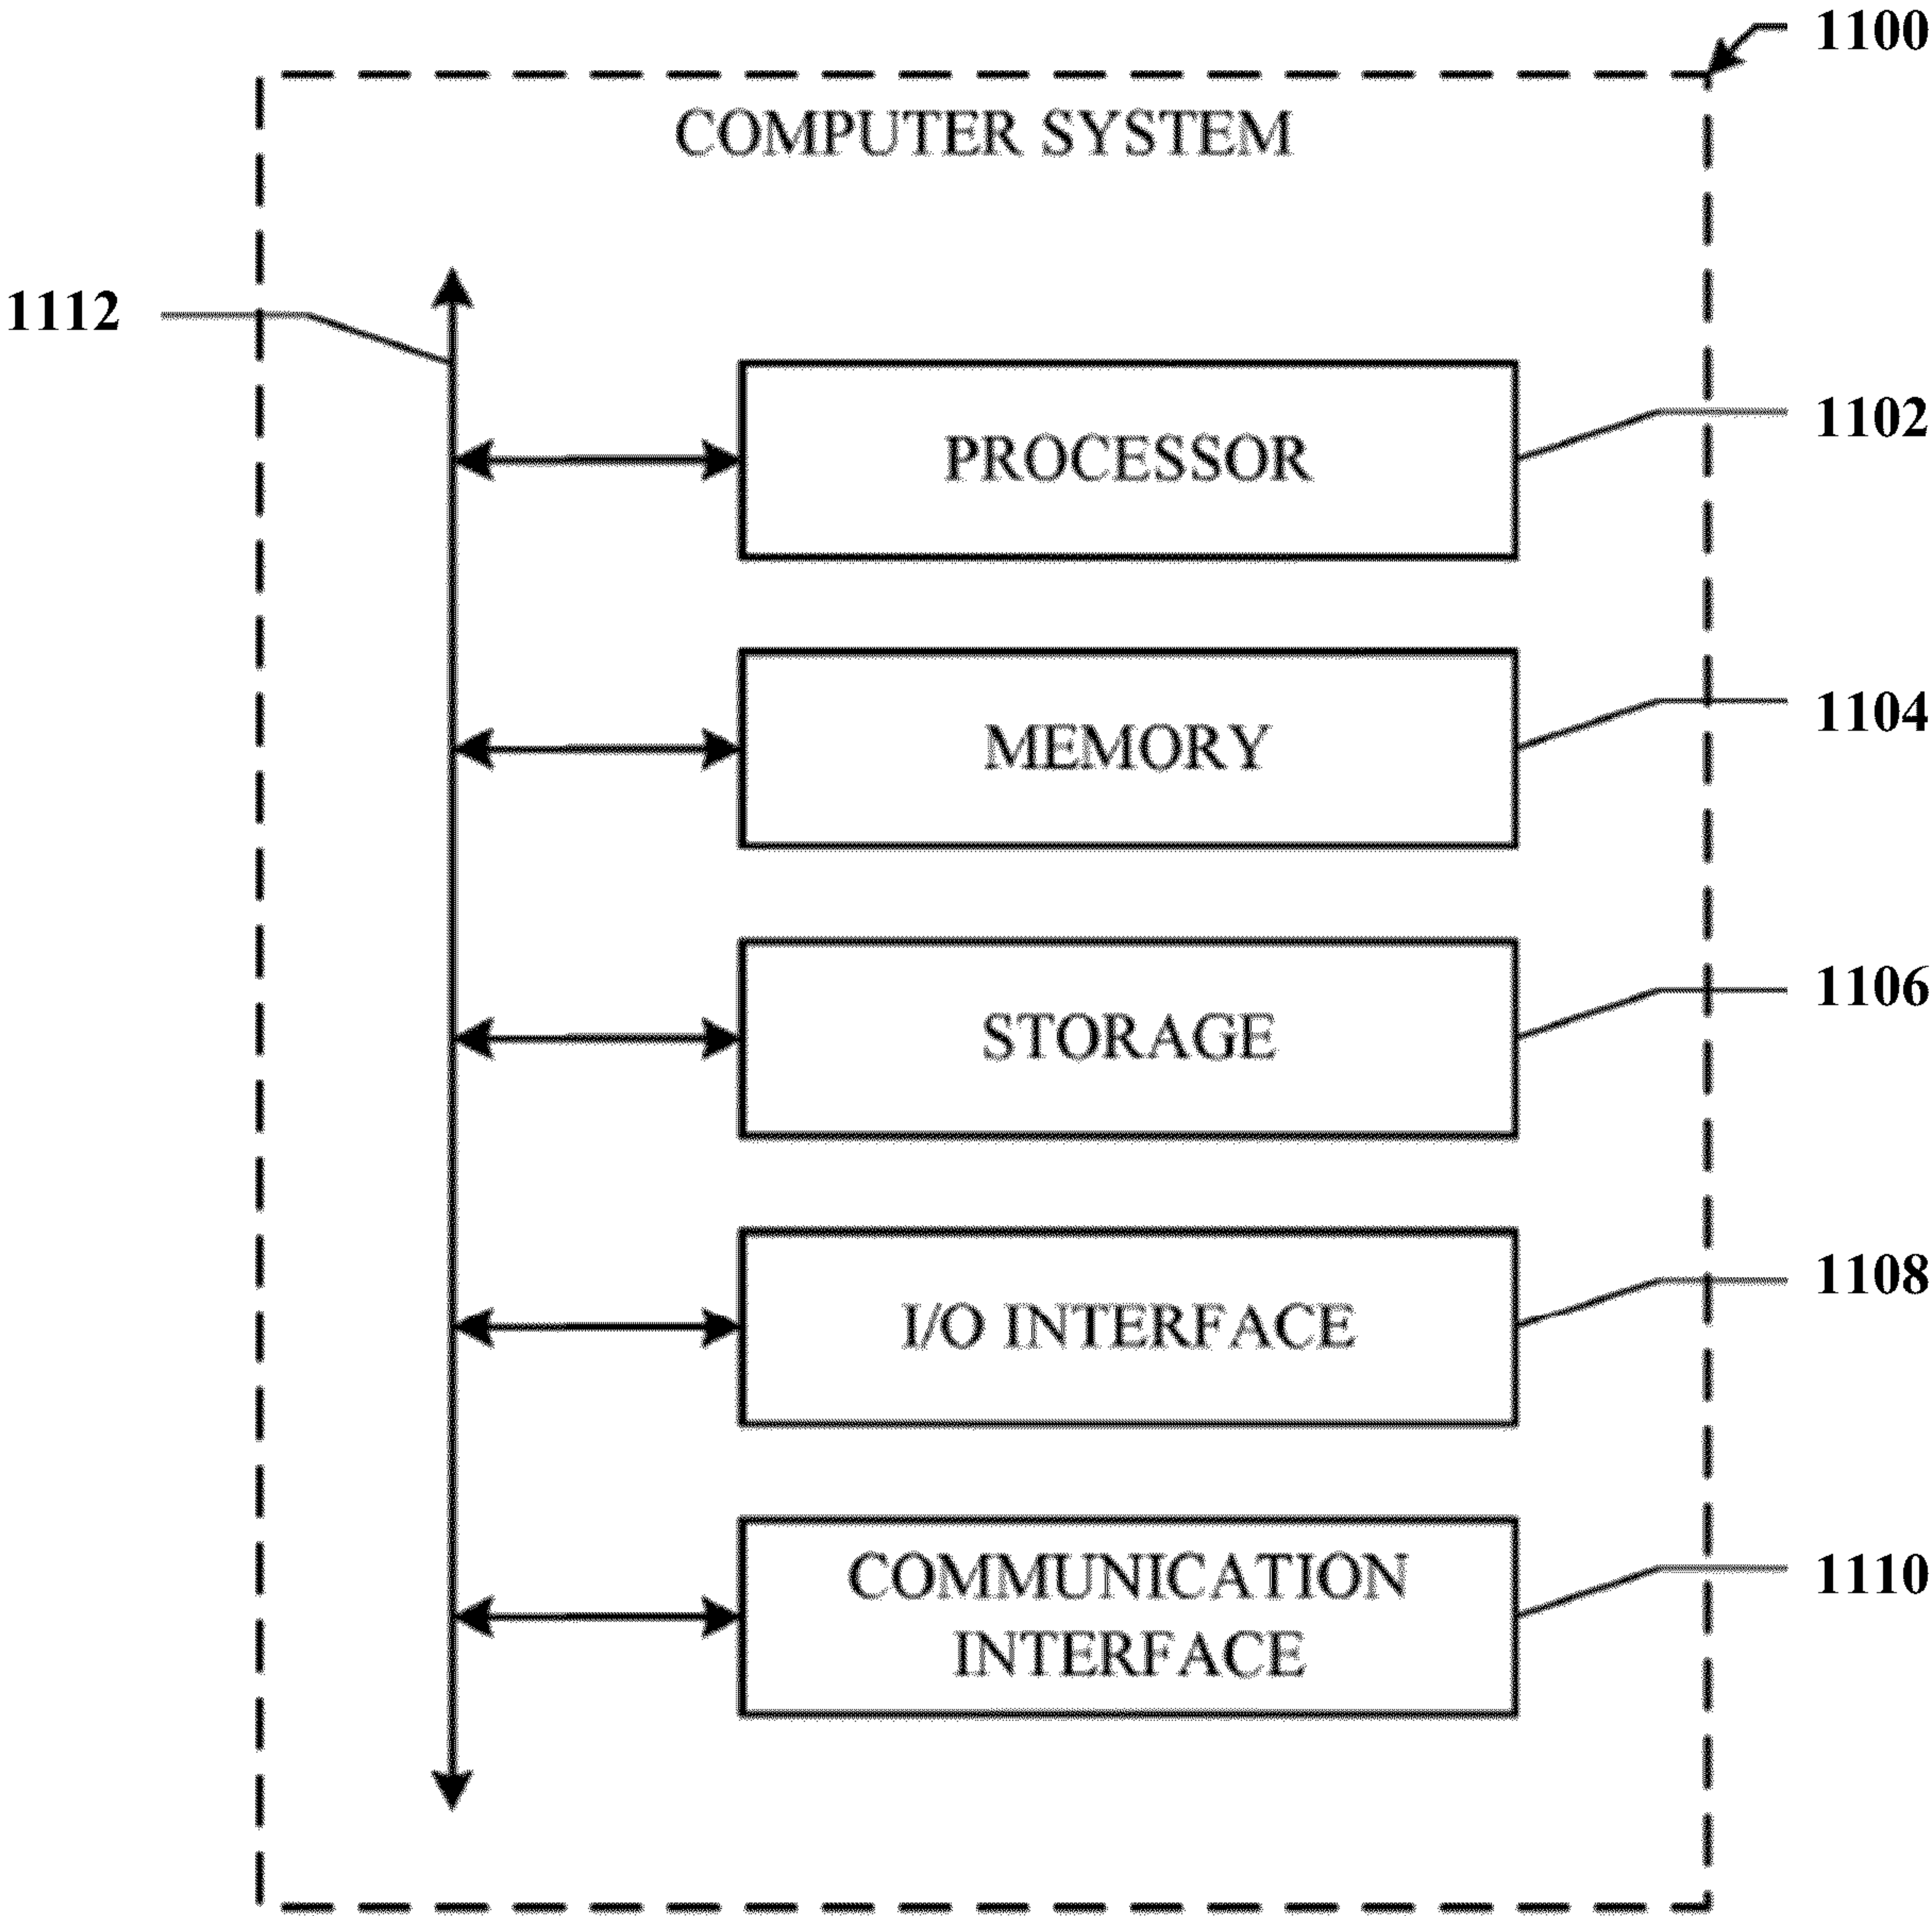 1100
COMPUTER SYSTEM
1112
PROCESSOR
1102
MEMORY
1104
STORAGE
1106
I/O INTERFACE
1108
COMMUNICATION
INTERFACE
1110